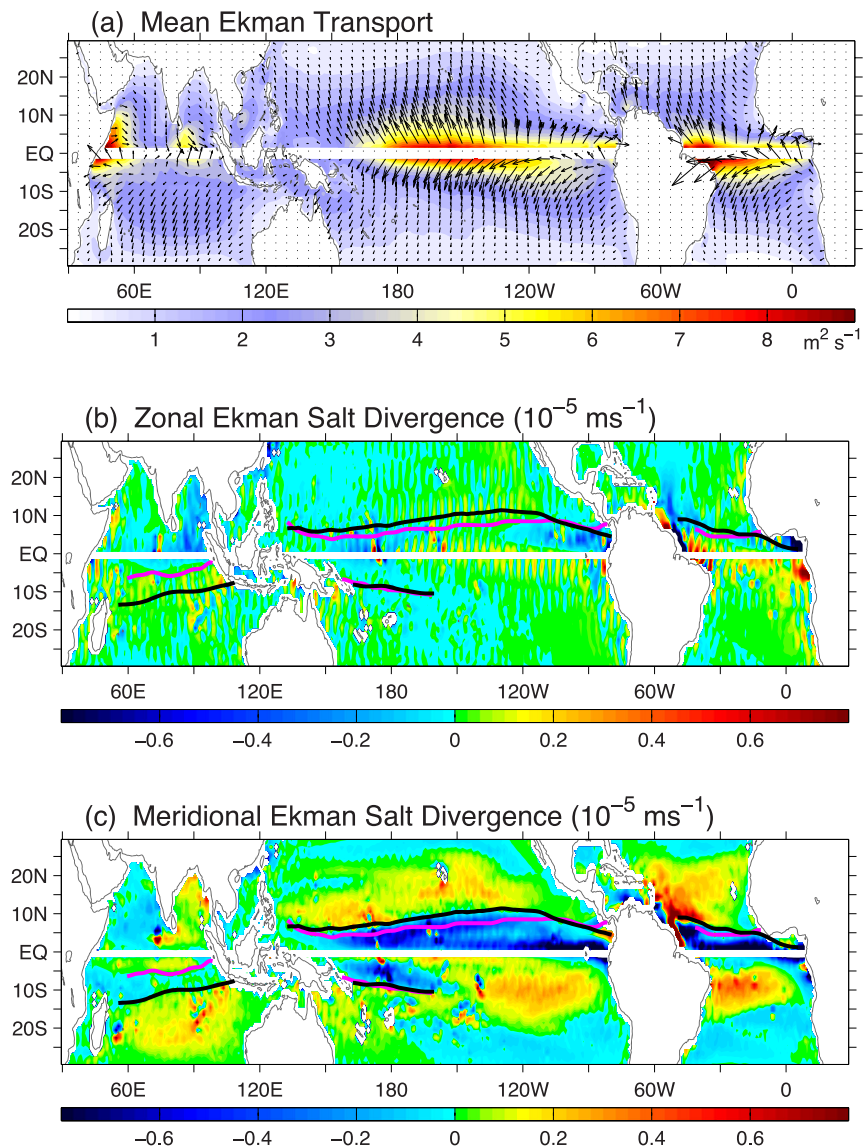 (a) Mean Ekman Transport
20N
10N
EQ
10S
20S
60E 120E 180 120W 60W 0
1 2 3 4 5 6 7 8 m² s⁻¹
(b) Zonal Ekman Salt Divergence (10⁻⁵ ms⁻¹)
20N
10N
EQ
10S
20S
60E 120E 180 120W 60W 0
−0.6 −0.4 −0.2 0 0.2 0.4 0.6
(c) Meridional Ekman Salt Divergence (10⁻⁵ ms⁻¹)
20N
10N
EQ
10S
20S
60E 120E 180 120W 60W 0
−0.6 −0.4 −0.2 0 0.2 0.4 0.6